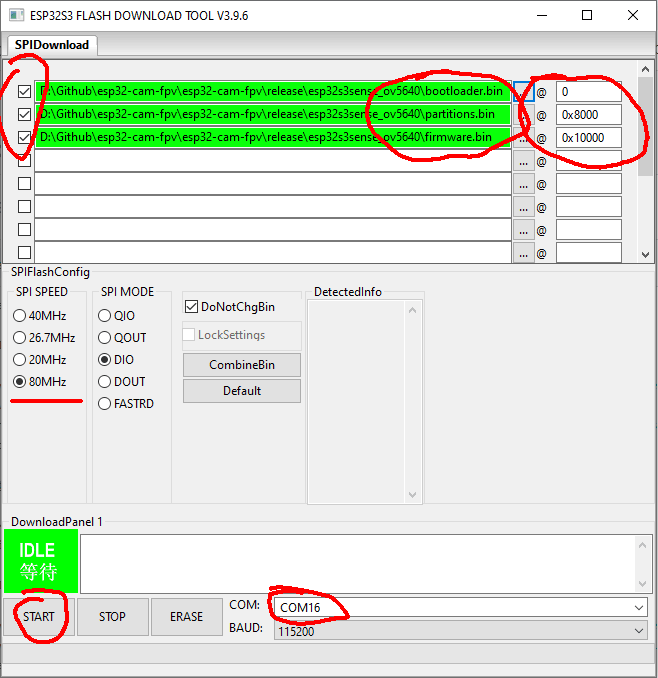 ESP32S3 FLASH DOWNLOAD TOOL V3.9.6
SPIDownload
D:\Github\esp32-cam-fpv\esp32-cam-fpv\release\esp32s3sense_ov5640\bootloader.bin ... @ 0
D:\Github\esp32-cam-fpv\esp32-cam-fpv\release\esp32s3sense_ov5640\partitions.bin ... @ 0x8000
D:\Github\esp32-cam-fpv\esp32-cam-fpv\release\esp32s3sense_ov5640\firmware.bin ... @ 0x10000
... @
... @
... @
... @
... @
SPIFlashConfig
SPI SPEED
40MHz
26.7MHz
20MHz
80MHz
SPI MODE
QIO
QOUT
DIO
DOUT
FASTRD
DoNotChgBin
LockSettings
CombineBin
Default
DetectedInfo
DownloadPanel 1
IDLE
等待
START STOP ERASE
COM: COM16
BAUD: 115200